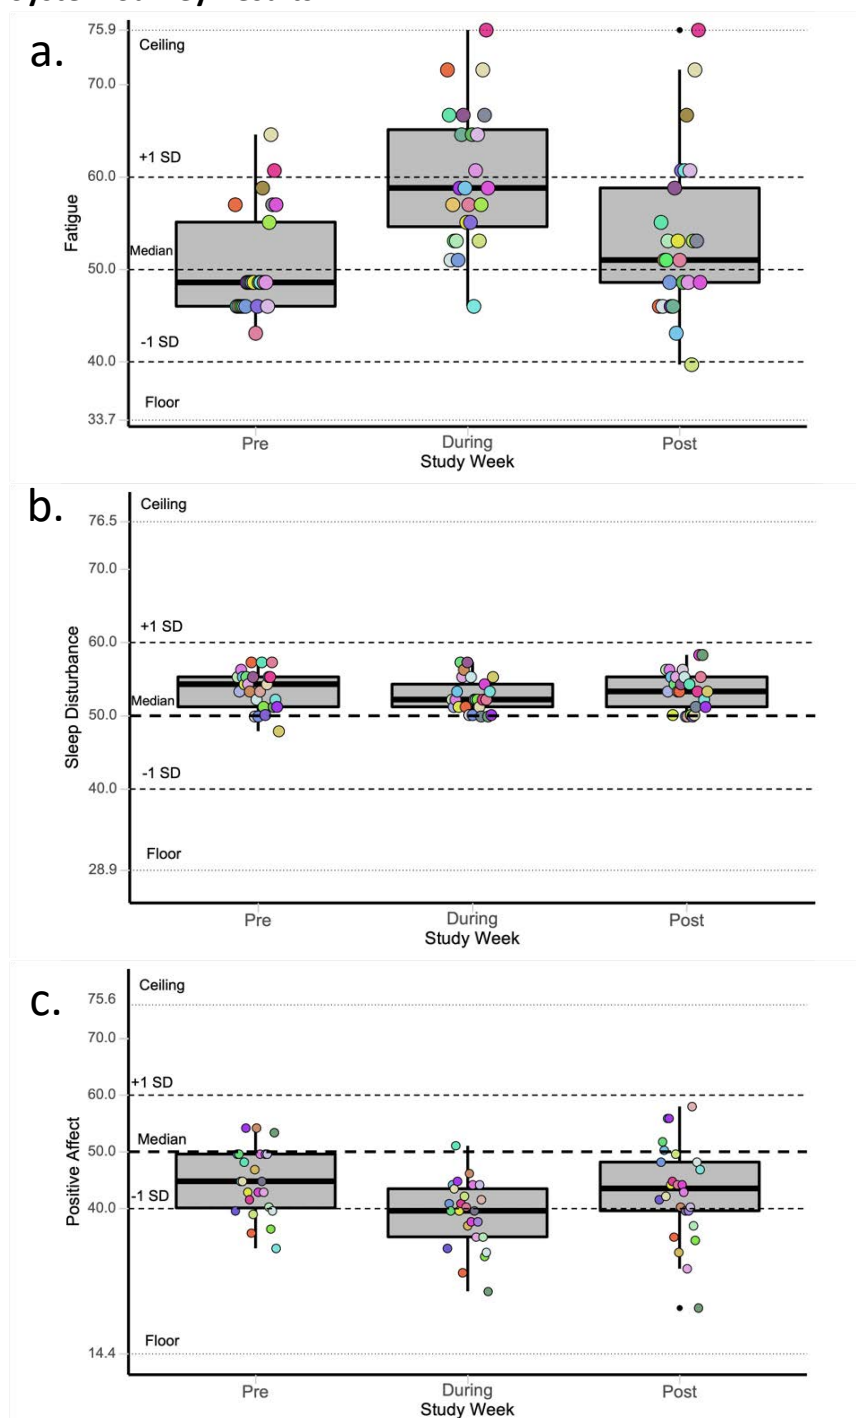 a.
75.9
Ceiling
70.0
+1 SD
60.0
Fatigue
Median
50.0
-1 SD
40.0
Floor
33.7
Pre During Post
Study Week
b.
Ceiling
76.5
70.0
+1 SD
60.0
Sleep Disturbance
Median
50.0
40.0
-1 SD
Floor
28.9
Pre During Post
Study Week
c.
Ceiling
75.6
70.0
+1 SD
60.0
Positive Affect
Median
50.0
-1 SD
40.0
Floor
14.4
Pre During Post
Study Week